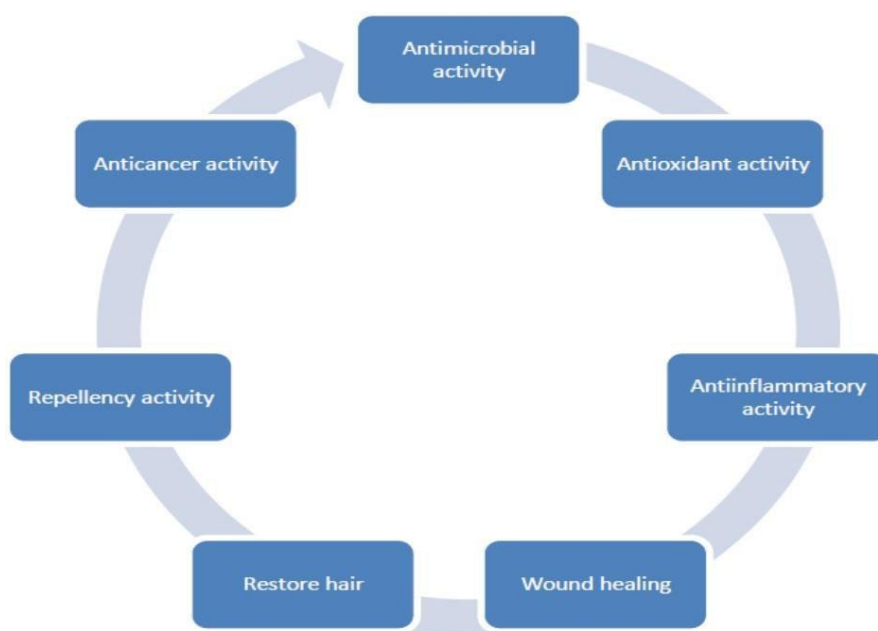 Antimicrobial
activity
Antioxidant activity
Antiinflammatory
activity
Wound healing
Restore hair
Repellency activity
Anticancer activity